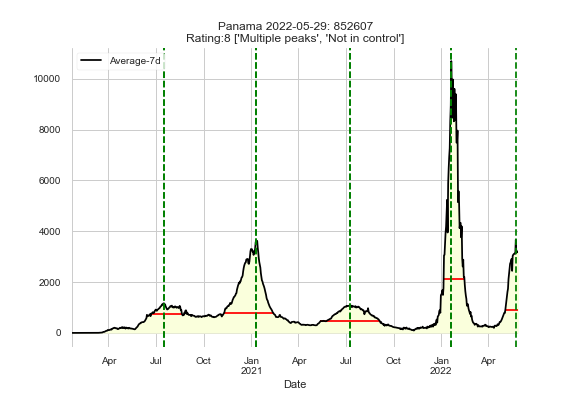 Panama 2022-05-29: 852607
Rating:8 ['Multiple peaks', 'Not in control']
Average-7d
10000
8000
6000
4000
2000
0
Apr Jul Oct Jan Apr Jul Oct Jan Apr
2021 2022
Date